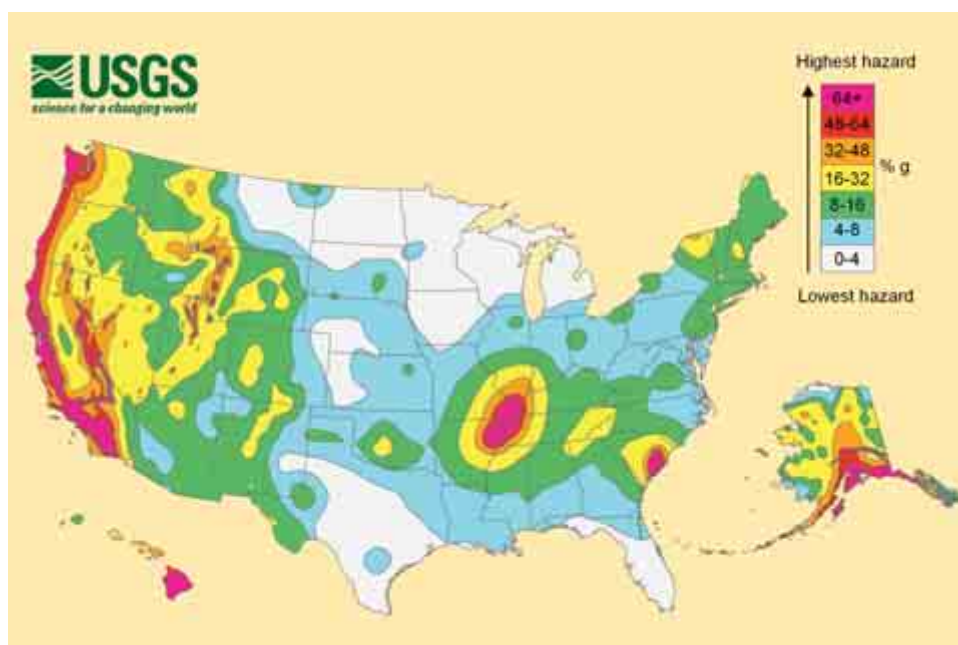 USGS
science for a changing world
Highest hazard
64+
48-64
32-48
% g
16-32
8-16
4-8
0-4
Lowest hazard